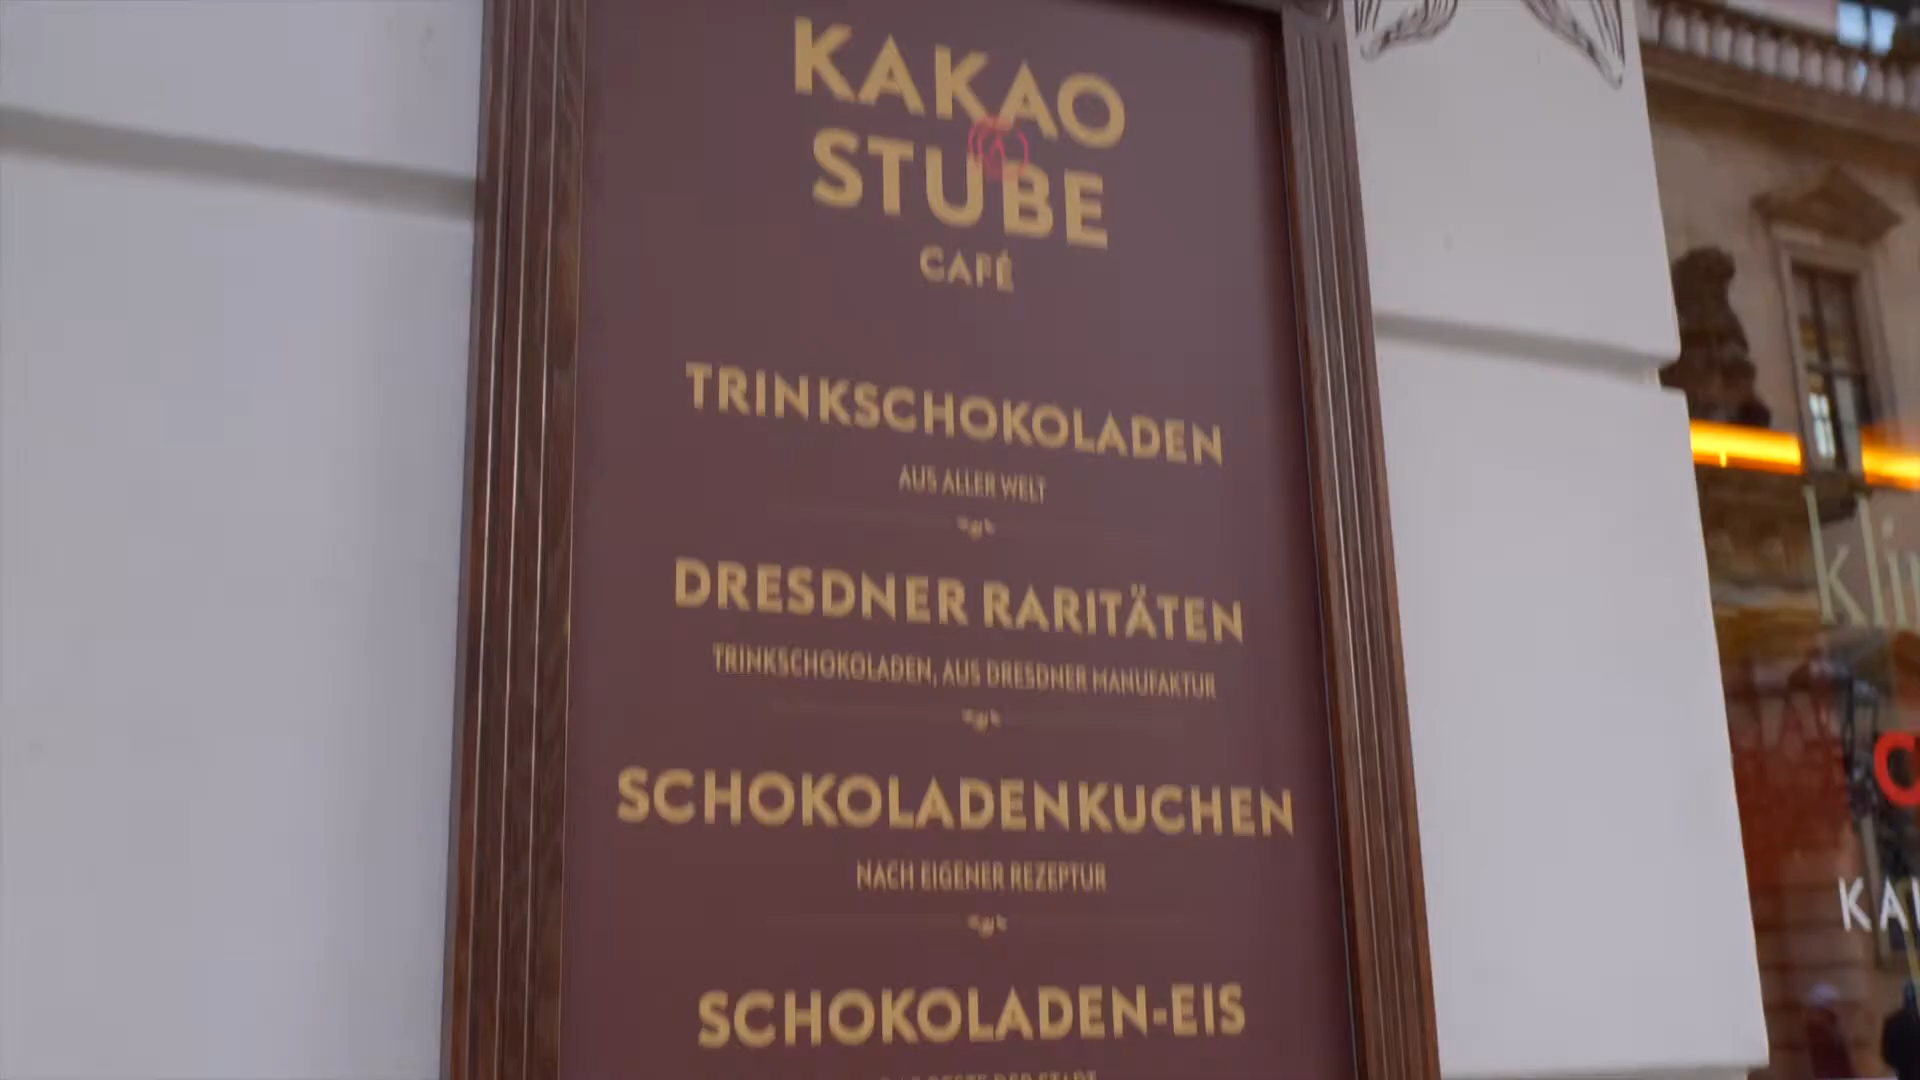 KAKAO
STUBE
CAFÉ
TRINKSCHOKOLADEN
AUS ALLER WELT
DRESDNER RARITÄTEN
TRINKSCHOKOLADEN, AUS DRESDNER MANUFAKTUR
SCHOKOLADENKUCHEN
NACH EIGENER REZEPTUR
SCHOKOLADEN-EIS